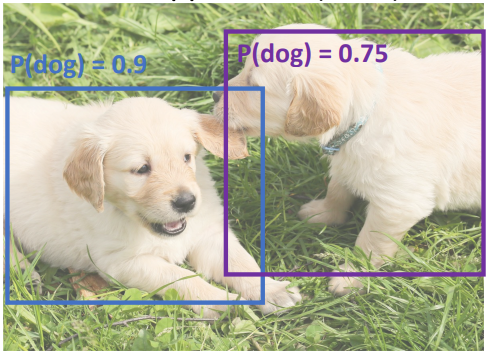 P(dog) = 0.9
P(dog) = 0.75